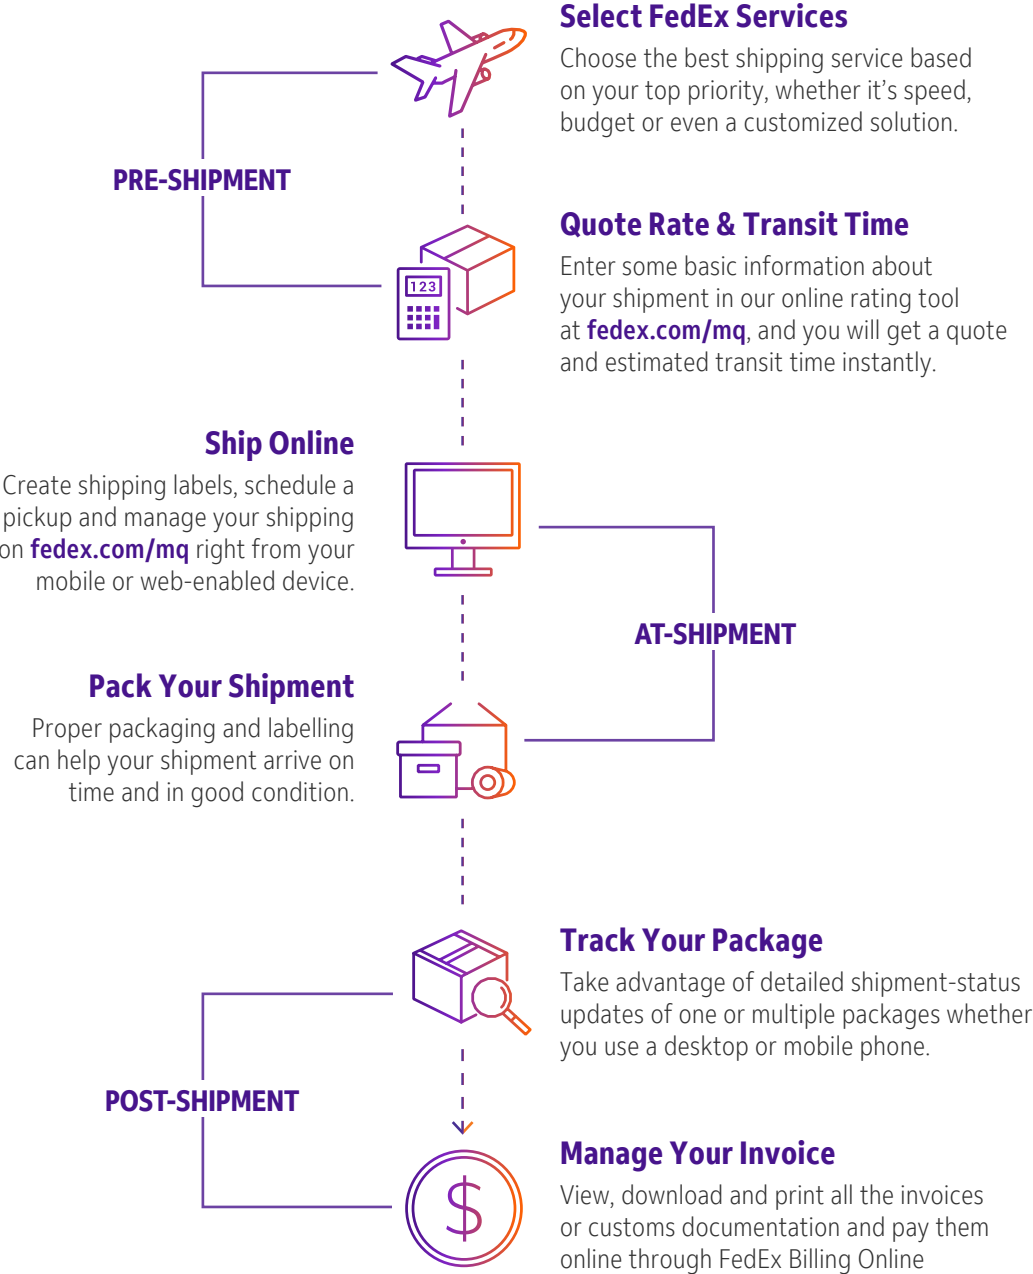 Select FedEx Services
Choose the best shipping service based
on your top priority, whether it’s speed,
budget or even a customized solution.
PRE-SHIPMENT
Quote Rate & Transit Time
Enter some basic information about
your shipment in our online rating tool
at fedex.com/mq, and you will get a quote
and estimated transit time instantly.
123
Ship Online
Create shipping labels, schedule a
pickup and manage your shipping
on fedex.com/mq right from your
mobile or web-enabled device.
AT-SHIPMENT
Pack Your Shipment
Proper packaging and labelling
can help your shipment arrive on
time and in good condition.
Track Your Package
Take advantage of detailed shipment-status
updates of one or multiple packages whether
you use a desktop or mobile phone.
POST-SHIPMENT
Manage Your Invoice
View, download and print all the invoices
or customs documentation and pay them
online through FedEx Billing Online
$